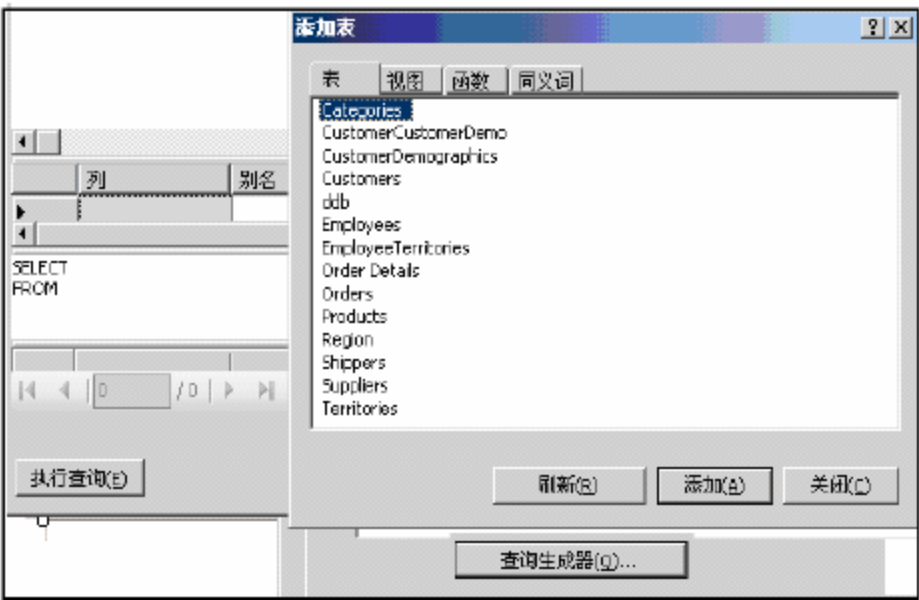 添加表
表 视图 函数 同义词
Categories
CustomerCustomerDemo
CustomerDemographics
Customers
ddb
Employees
EmployeeTerritories
Order Details
Orders
Products
Region
Shippers
Suppliers
Territories
刷新(R) 添加(A) 关闭(C)
列 别名
SELECT
FROM
0 / 0
执行查询(E)
查询生成器(Q)...